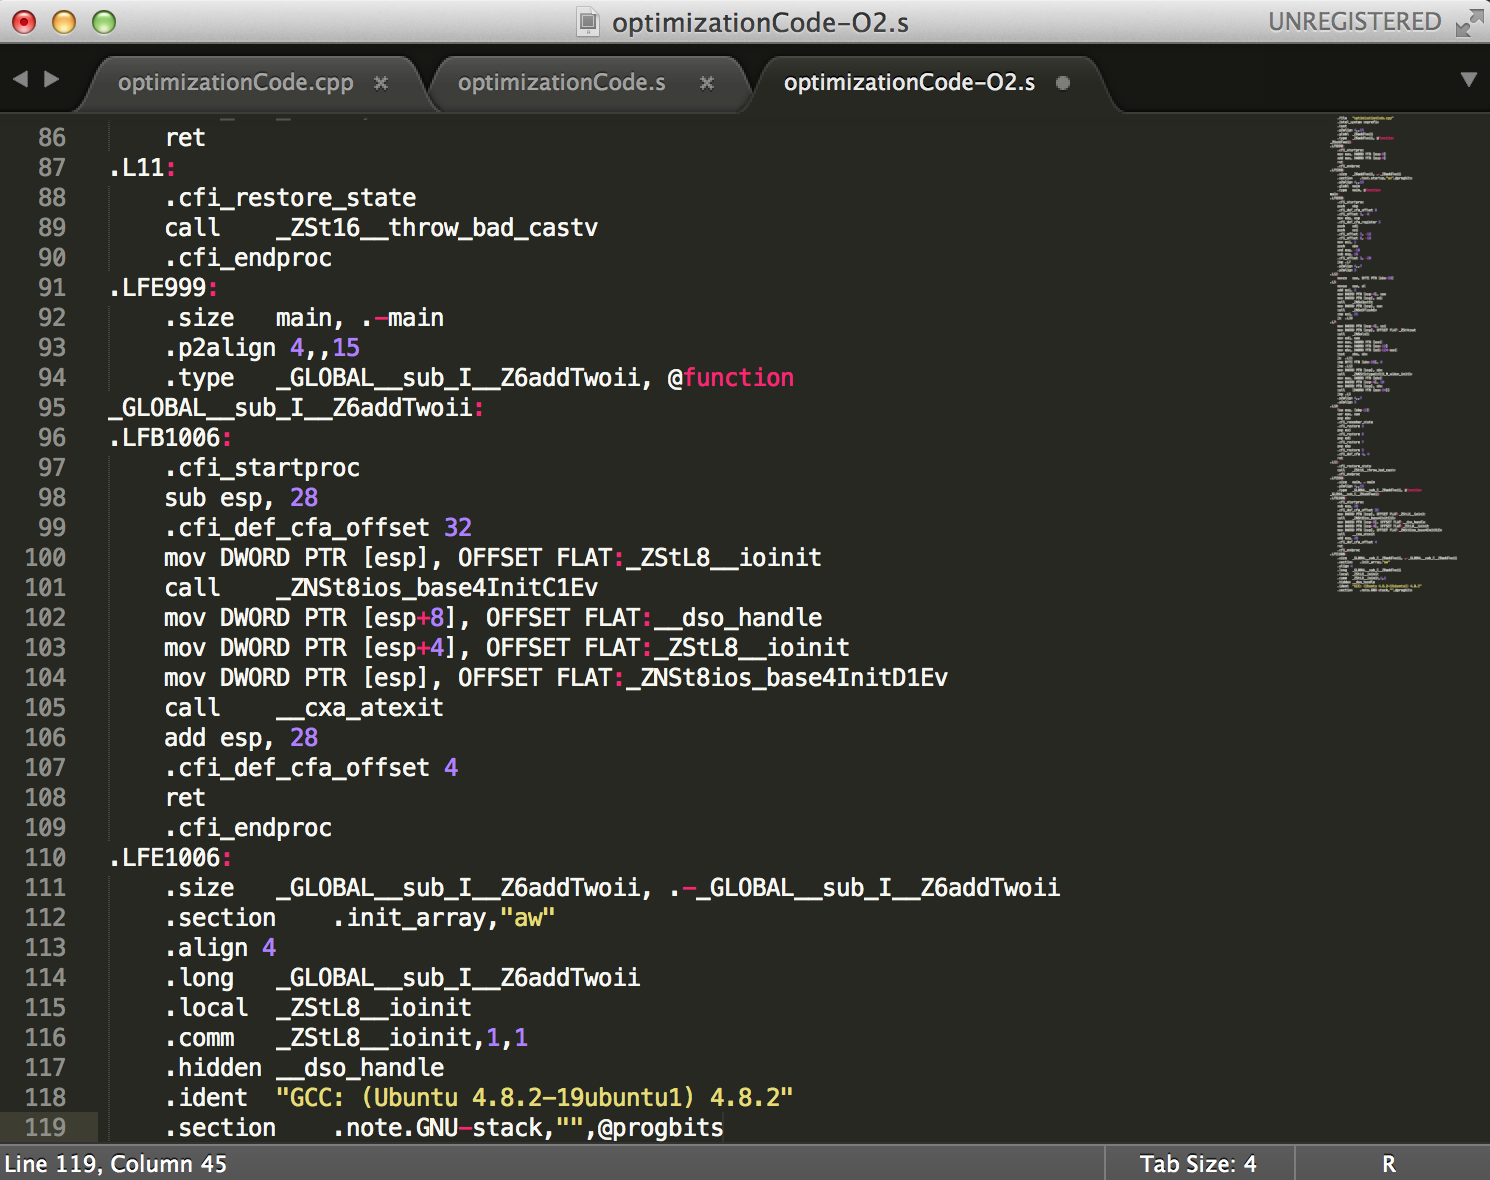 optimizationCode-O2.s
UNREGISTERED
optimizationCode.cpp
optimizationCode.s
optimizationCode-O2.s
86 ret
87 .L11:
88 .cfi_restore_state
89 call _ZSt16__throw_bad_castv
90 .cfi_endproc
91 .LFE999:
92 .size main, .-main
93 .p2align 4,,15
94 .type _GLOBAL__sub_I__Z6addTwoii, @function
95 _GLOBAL__sub_I__Z6addTwoii:
96 .LFB1006:
97 .cfi_startproc
98 sub esp, 28
99 .cfi_def_cfa_offset 32
100 mov DWORD PTR [esp], OFFSET FLAT:_ZStL8__ioinit
101 call _ZNSt8ios_base4InitC1Ev
102 mov DWORD PTR [esp+8], OFFSET FLAT:__dso_handle
103 mov DWORD PTR [esp+4], OFFSET FLAT:_ZStL8__ioinit
104 mov DWORD PTR [esp], OFFSET FLAT:_ZNSt8ios_base4InitD1Ev
105 call __cxa_atexit
106 add esp, 28
107 .cfi_def_cfa_offset 4
108 ret
109 .cfi_endproc
110 .LFE1006:
111 .size _GLOBAL__sub_I__Z6addTwoii, .-_GLOBAL__sub_I__Z6addTwoii
112 .section .init_array,"aw"
113 .align 4
114 .long _GLOBAL__sub_I__Z6addTwoii
115 .local _ZStL8__ioinit
116 .comm _ZStL8__ioinit,1,1
117 .hidden __dso_handle
118 .ident "GCC: (Ubuntu 4.8.2-19ubuntu1) 4.8.2"
119 .section .note.GNU-stack,"",@progbits
Line 119, Column 45
Tab Size: 4
R